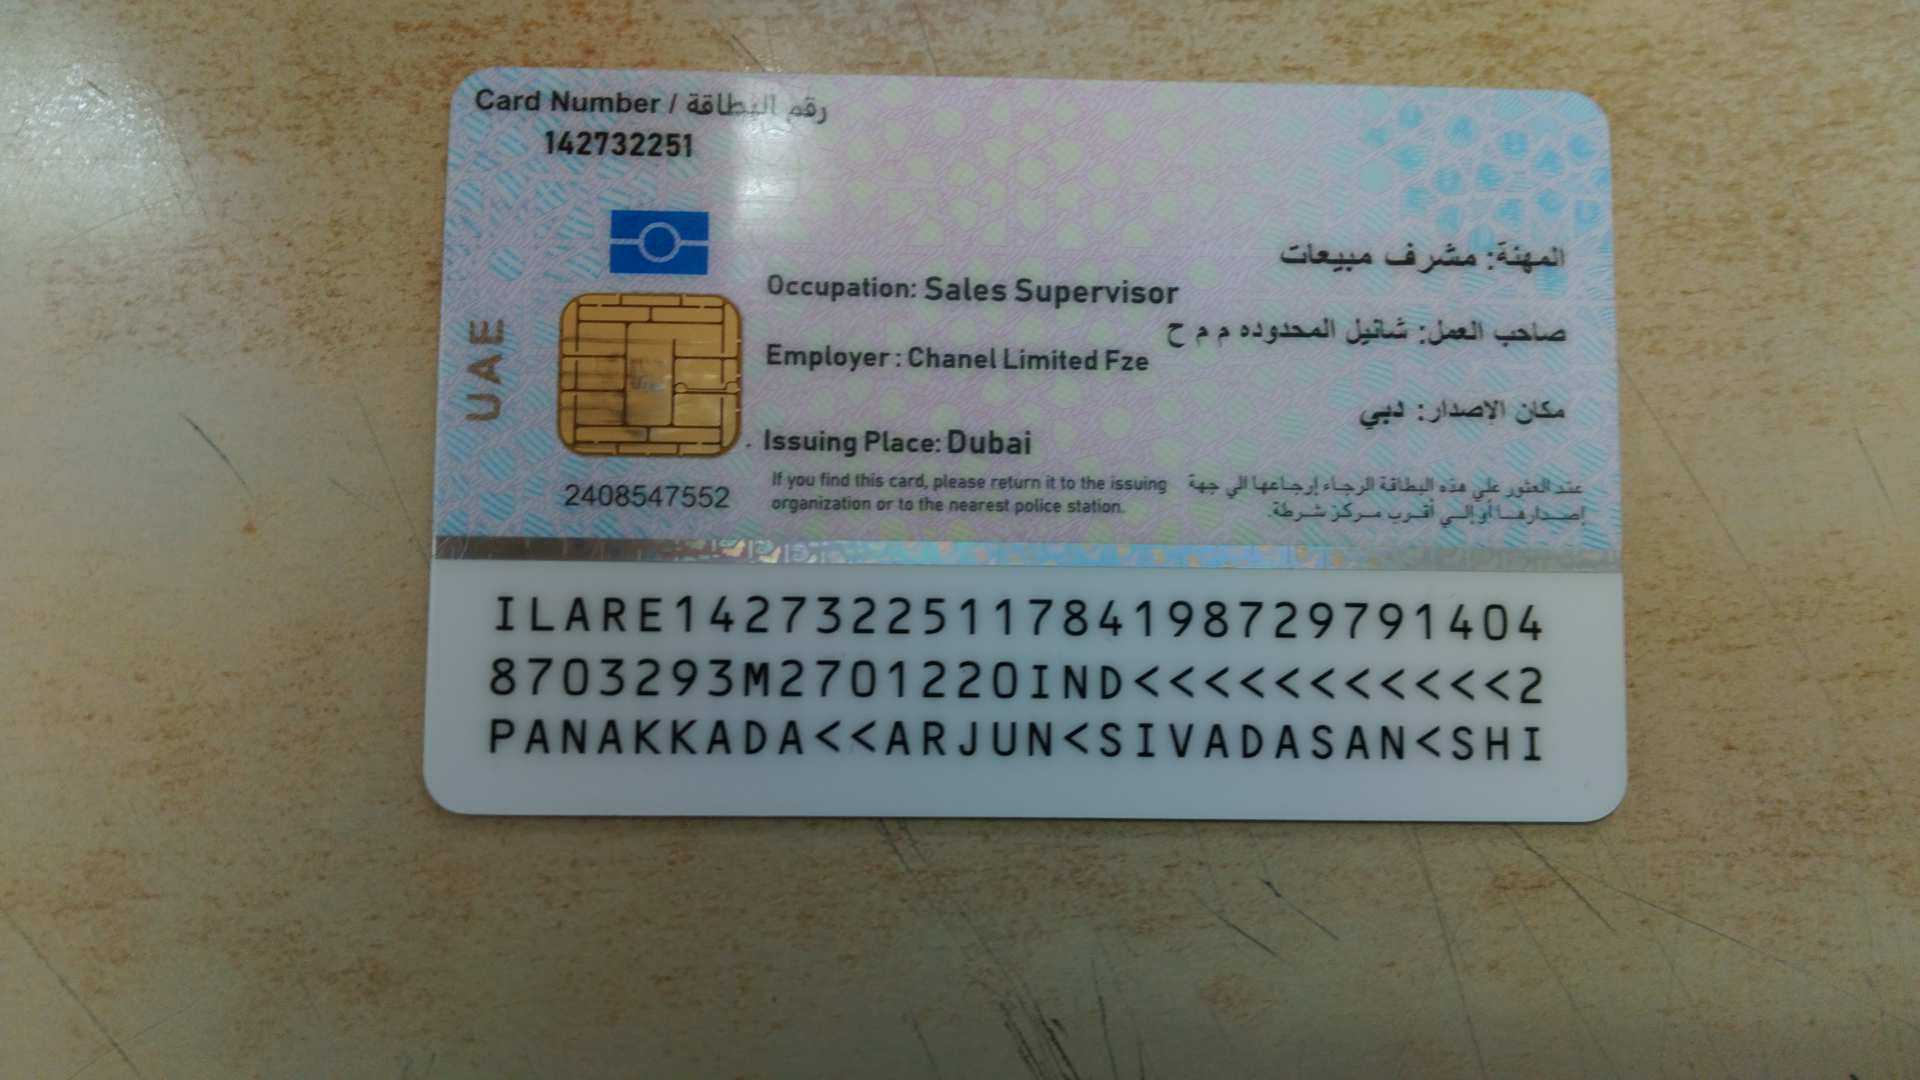 Card Number / رقم البطاقة
142732251
المهنة: مشرف مبيعات
Occupation: Sales Supervisor
صاحب العمل: شانيل المحدوده م م ح
Employer : Chanel Limited Fze
مكان الإصدار: دبي
Issuing Place: Dubai
UAE
2408547552
If you find this card, please return it to the issuing
organization or to the nearest police station.
عند العثور علي هذه البطاقة الرجاء إرجاعها الي جهة
إصدارها أو إلي أقرب مركز شرطة.
ILARE1427322511784198729791404
8703293M2701220IND<<<<<<<<<<<2
PANAKKADA<<ARJUN<SIVADASAN<SHI